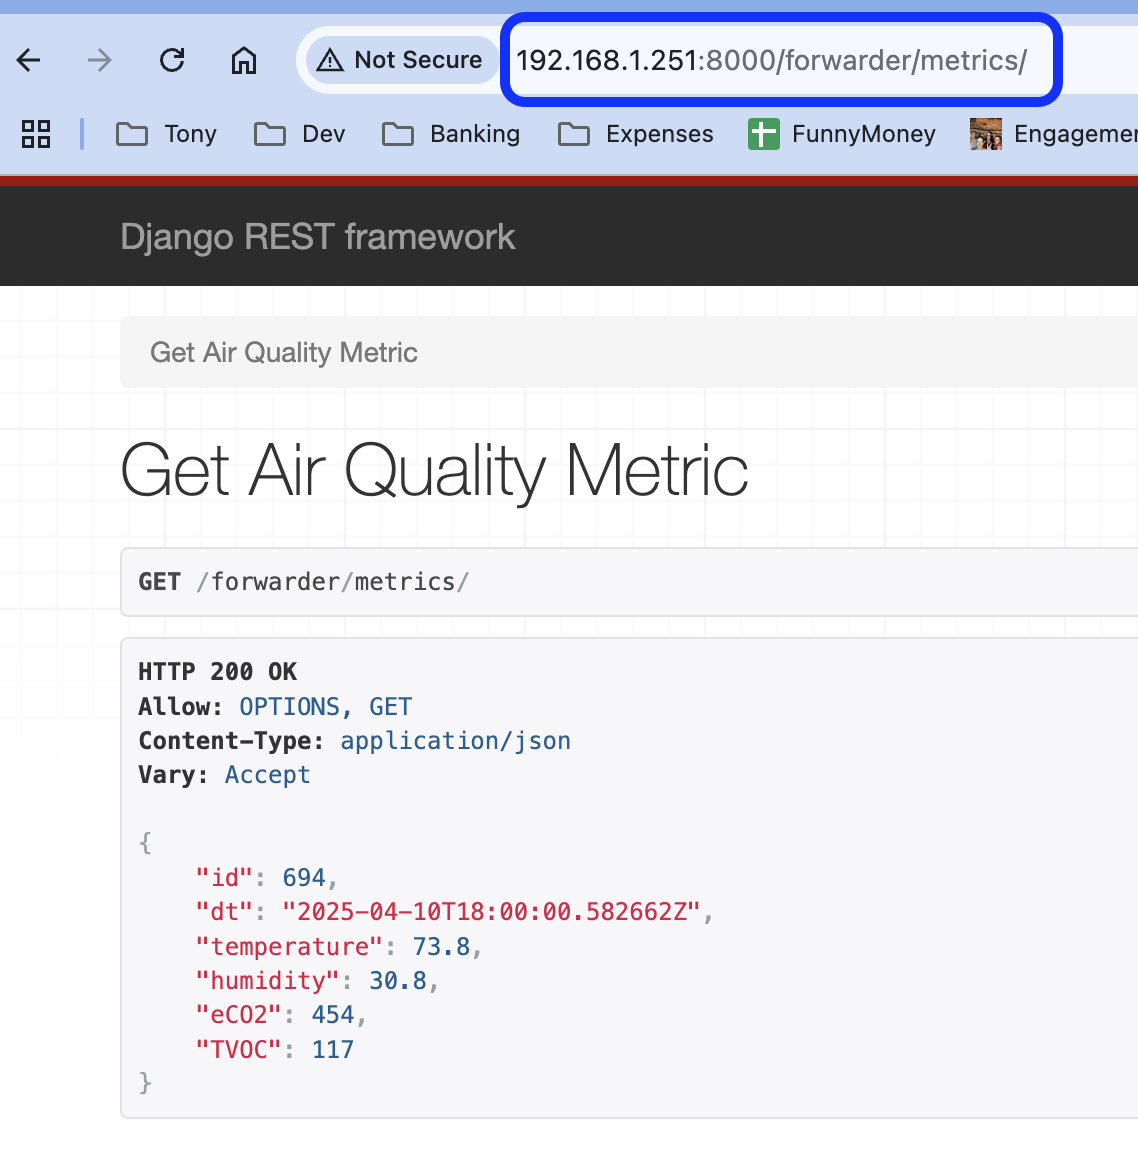 Not Secure 192.168.1.251:8000/forwarder/metrics/
Tony Dev Banking Expenses FunnyMoney
Django REST framework
Get Air Quality Metric
Get Air Quality Metric
GET /forwarder/metrics/
HTTP 200 OK
Allow: OPTIONS, GET
Content-Type: application/json
Vary: Accept
{
"id": 694,
"dt": "2025-04-10T18:00:00.582662Z",
"temperature": 73.8,
"humidity": 30.8,
"eCO2": 454,
"TVOC": 117
}